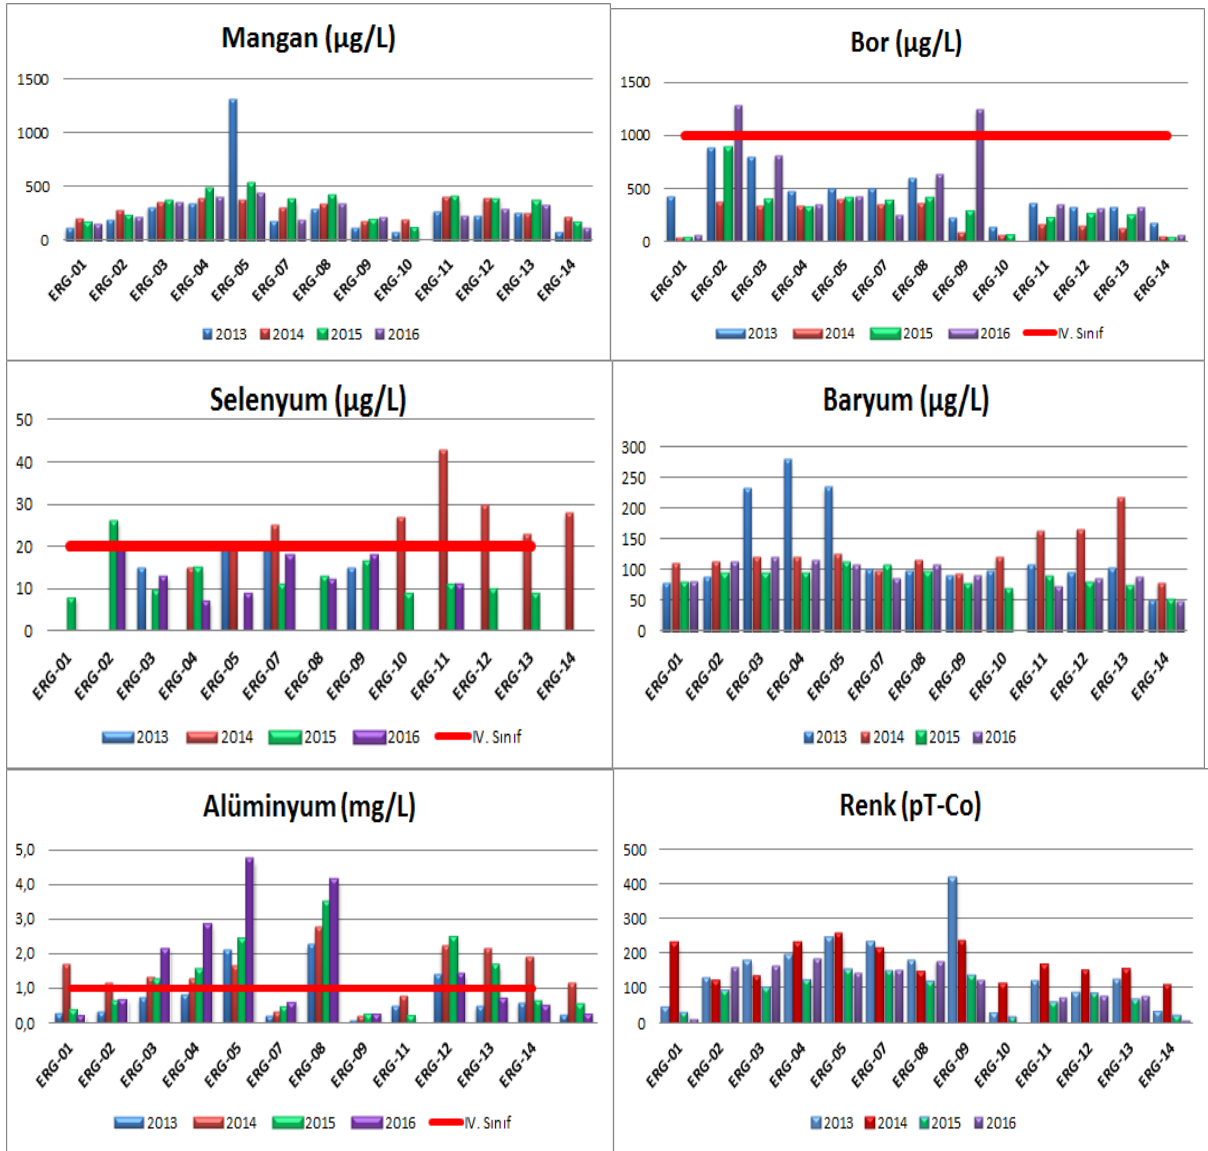 Mangan (µg/L)
1500
1000
500
0
ERG-01 ERG-02 ERG-03 ERG-04 ERG-05 ERG-07 ERG-08 ERG-09 ERG-10 ERG-11 ERG-12 ERG-13 ERG-14
2013 2014 2015 2016
Bor (µg/L)
1500
1000
500
0
ERG-01 ERG-02 ERG-03 ERG-04 ERG-05 ERG-07 ERG-08 ERG-09 ERG-10 ERG-11 ERG-12 ERG-13 ERG-14
2013 2014 2015 2016 IV. Sınıf
Selenyum (µg/L)
50
40
30
20
10
0
ERG-01 ERG-02 ERG-03 ERG-04 ERG-05 ERG-07 ERG-08 ERG-09 ERG-10 ERG-11 ERG-12 ERG-13 ERG-14
2013 2014 2015 2016 IV. Sınıf
Baryum (µg/L)
300
250
200
150
100
50
0
ERG-01 ERG-02 ERG-03 ERG-04 ERG-05 ERG-07 ERG-08 ERG-09 ERG-10 ERG-11 ERG-12 ERG-13 ERG-14
2013 2014 2015 2016
Alüminyum (mg/L)
5,0
4,0
3,0
2,0
1,0
0,0
ERG-01 ERG-02 ERG-03 ERG-04 ERG-05 ERG-07 ERG-08 ERG-09 ERG-11 ERG-12 ERG-13 ERG-14
2013 2014 2015 2016 IV. Sınıf
Renk (pT-Co)
500
400
300
200
100
0
ERG-01 ERG-02 ERG-03 ERG-04 ERG-05 ERG-07 ERG-08 ERG-09 ERG-10 ERG-11 ERG-12 ERG-13 ERG-14
2013 2014 2015 2016